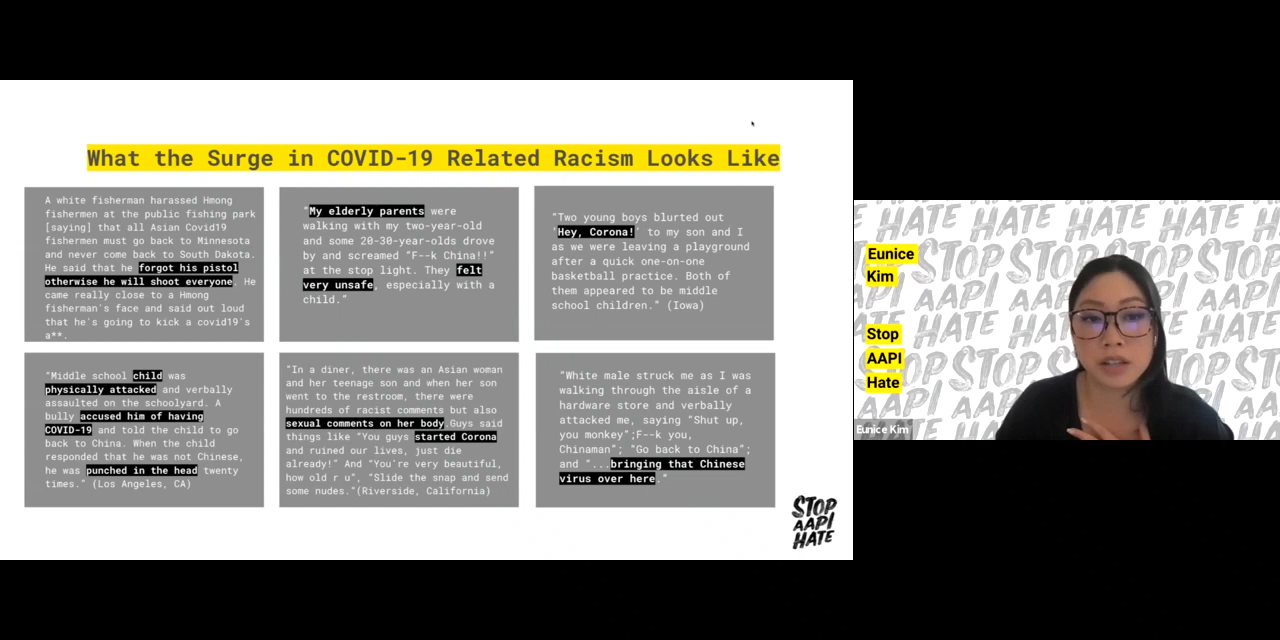 What the Surge in COVID-19 Related Racism Looks Like
A white fisherman harassed Hmong
fishermen at the public fishing park
[saying] that all Asian Covid19
fishermen must go back to Minnesota
and never come back to South Dakota.
He said that he forgot his pistol
otherwise he will shoot everyone. He
came really close to a Hmong
fisherman's face and said out loud
that he's going to kick a covid19's
a**.
"My elderly parents were
walking with my two-year-old
and some 20-30-year-olds drove
by and screamed "F--k China!!"
at the stop light. They felt
very unsafe, especially with a
child."
"Two young boys blurted out
'Hey, Corona!' to my son and I
as we were leaving a playground
after a quick one-on-one
basketball practice. Both of
them appeared to be middle
school children." (Iowa)
"Middle school child was
physically attacked and verbally
assaulted on the schoolyard. A
bully accused him of having
COVID-19 and told the child to go
back to China. When the child
responded that he was not Chinese,
he was punched in the head twenty
times." (Los Angeles, CA)
"In a diner, there was an Asian woman
and her teenage son and when her son
went to the restroom, there were
hundreds of racist comments but also
sexual comments on her body.Guys said
things like "You guys started Corona
and ruined our lives, just die
already!" And "You're very beautiful,
how old r u", "Slide the snap and send
some nudes."(Riverside, California)
"White male struck me as I was
walking through the aisle of a
hardware store and verbally
attacked me, saying "Shut up,
you monkey";F--k you,
Chinaman"; "Go back to China";
and "...bringing that Chinese
virus over here."
STOP
AAPI
HATE
Eunice
Kim
Stop
AAPI
Hate
Eunice Kim